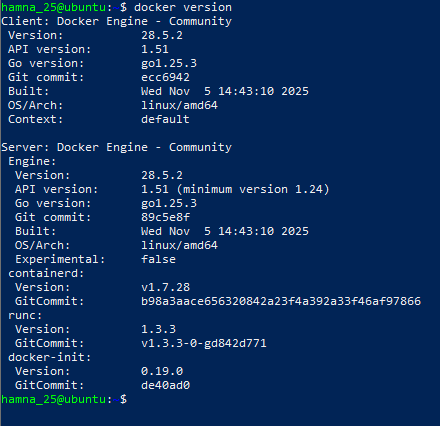 hamna_25@ubuntu: $ docker version
Client: Docker Engine - Community
 Version:           28.5.2
 API version:       1.51
 Go version:        go1.25.3
 Git commit:        ecc6942
 Built:             Wed Nov  5 14:43:10 2025
 OS/Arch:           linux/amd64
 Context:           default

Server: Docker Engine - Community
 Engine:
  Version:          28.5.2
  API version:      1.51 (minimum version 1.24)
  Go version:       go1.25.3
  Git commit:       89c5e8f
  Built:            Wed Nov  5 14:43:10 2025
  OS/Arch:          linux/amd64
  Experimental:     false
 containerd:
  Version:          v1.7.28
  GitCommit:        b98a3aace656320842a23f4a392a33f46af97866
 runc:
  Version:          1.3.3
  GitCommit:        v1.3.3-0-gd842d771
 docker-init:
  Version:          0.19.0
  GitCommit:        de40ad0
hamna_25@ubuntu: $